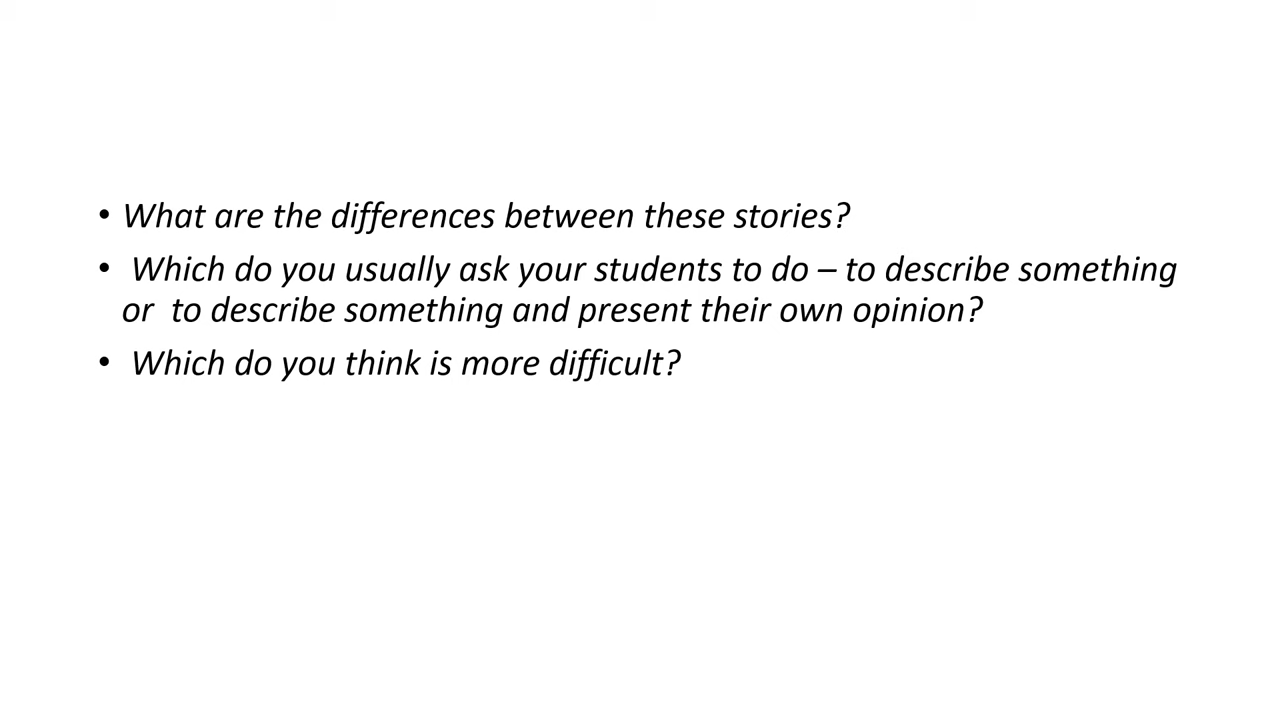 • What are the differences between these stories?
• Which do you usually ask your students to do – to describe something
or  to describe something and present their own opinion?
• Which do you think is more difficult?